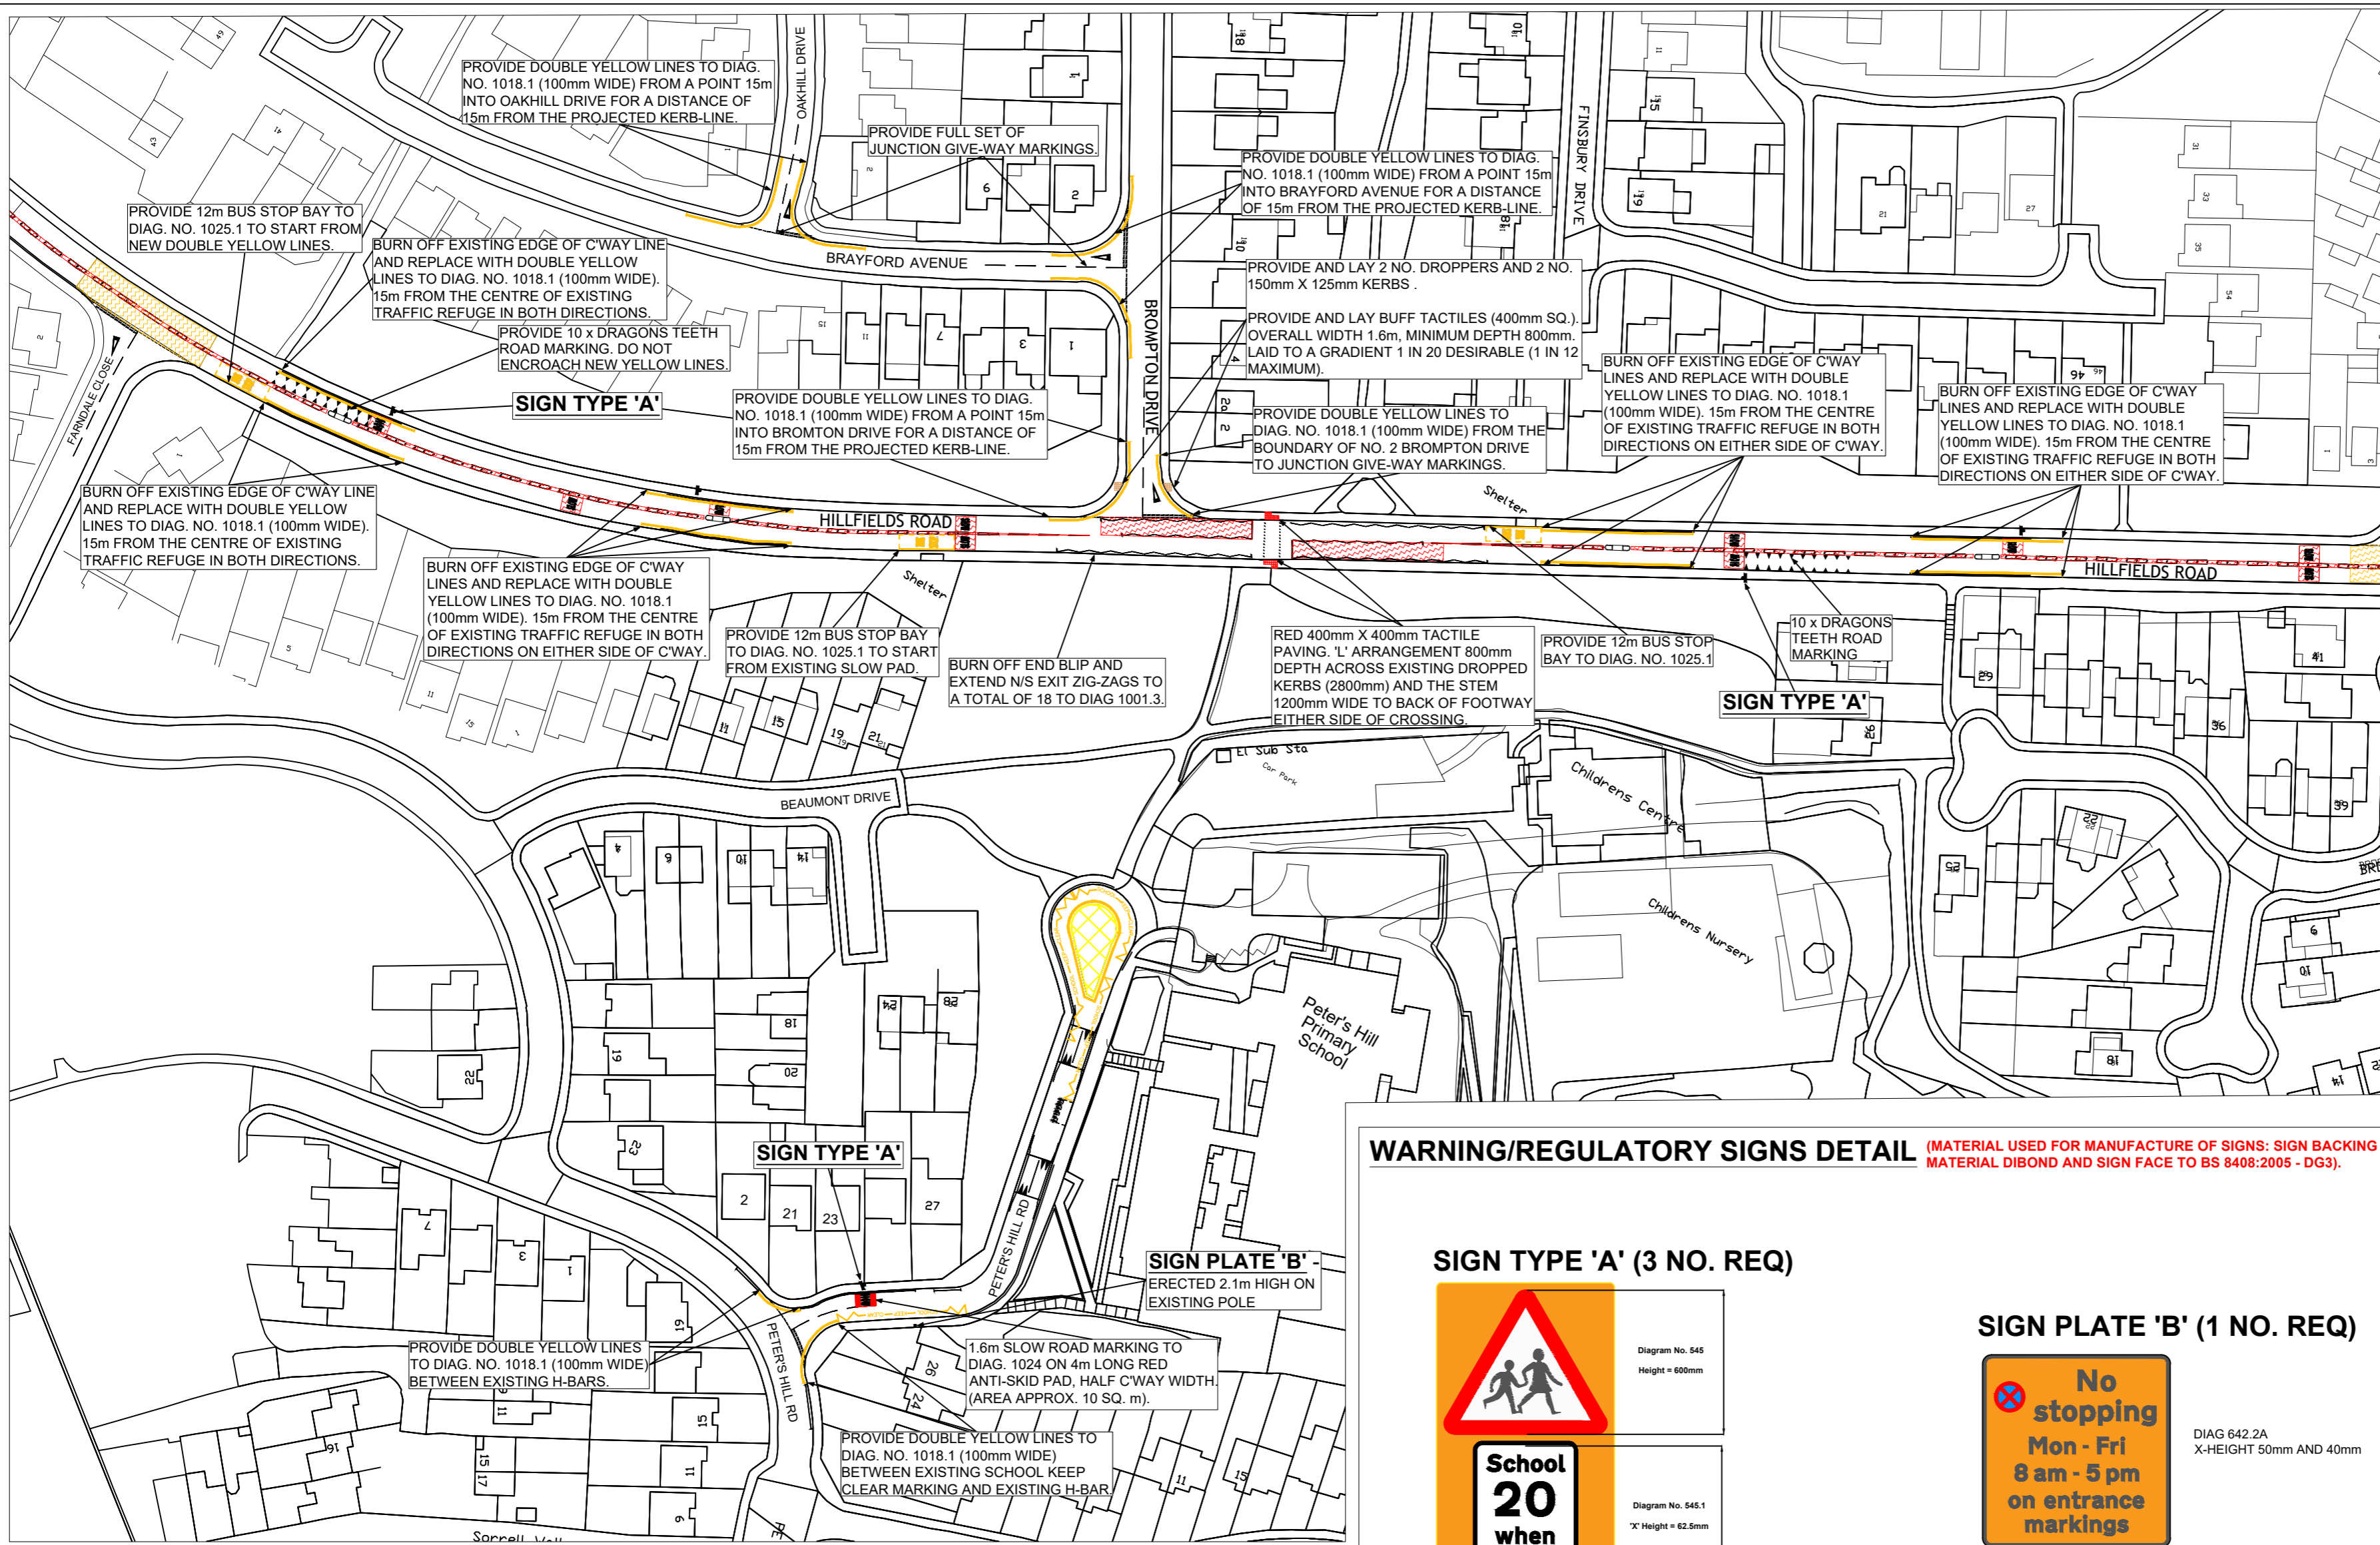 PROVIDE DOUBLE YELLOW LINES TO DIAG.
NO. 1018.1 (100mm WIDE) FROM A POINT 15m
INTO OAKHILL DRIVE FOR A DISTANCE OF
15m FROM THE PROJECTED KERB-LINE.
OAKHILL DRIVE
PROVIDE FULL SET OF
JUNCTION GIVE-WAY MARKINGS.
PROVIDE DOUBLE YELLOW LINES TO DIAG.
NO. 1018.1 (100mm WIDE) FROM A POINT 15m
INTO BRAYFORD AVENUE FOR A DISTANCE
OF 15m FROM THE PROJECTED KERB-LINE.
FINSBURY DRIVE
PROVIDE 12m BUS STOP BAY TO
DIAG. NO. 1025.1 TO START FROM
NEW DOUBLE YELLOW LINES.
BURN OFF EXISTING EDGE OF C'WAY LINE
AND REPLACE WITH DOUBLE YELLOW
LINES TO DIAG. NO. 1018.1 (100mm WIDE).
15m FROM THE CENTRE OF EXISTING
TRAFFIC REFUGE IN BOTH DIRECTIONS.
BRAYFORD AVENUE
PROVIDE AND LAY 2 NO. DROPPERS AND 2 NO.
150mm X 125mm KERBS .
PROVIDE AND LAY BUFF TACTILES (400mm SQ.).
OVERALL WIDTH 1.6m, MINIMUM DEPTH 800mm.
LAID TO A GRADIENT 1 IN 20 DESIRABLE (1 IN 12
MAXIMUM).
PROVIDE 10 x DRAGONS TEETH
ROAD MARKING. DO NOT
ENCROACH NEW YELLOW LINES.
BROMPTON DRIVE
FARNDALE CLOSE
SIGN TYPE 'A'
PROVIDE DOUBLE YELLOW LINES TO DIAG.
NO. 1018.1 (100mm WIDE) FROM A POINT 15m
INTO BROMTON DRIVE FOR A DISTANCE OF
15m FROM THE PROJECTED KERB-LINE.
PROVIDE DOUBLE YELLOW LINES TO
DIAG. NO. 1018.1 (100mm WIDE) FROM THE
BOUNDARY OF NO. 2 BROMPTON DRIVE
TO JUNCTION GIVE-WAY MARKINGS.
BURN OFF EXISTING EDGE OF C'WAY
LINES AND REPLACE WITH DOUBLE
YELLOW LINES TO DIAG. NO. 1018.1
(100mm WIDE). 15m FROM THE CENTRE
OF EXISTING TRAFFIC REFUGE IN BOTH
DIRECTIONS ON EITHER SIDE OF C'WAY.
BURN OFF EXISTING EDGE OF C'WAY
LINES AND REPLACE WITH DOUBLE
YELLOW LINES TO DIAG. NO. 1018.1
(100mm WIDE). 15m FROM THE CENTRE
OF EXISTING TRAFFIC REFUGE IN BOTH
DIRECTIONS ON EITHER SIDE OF C'WAY.
BURN OFF EXISTING EDGE OF C'WAY LINE
AND REPLACE WITH DOUBLE YELLOW
LINES TO DIAG. NO. 1018.1 (100mm WIDE).
15m FROM THE CENTRE OF EXISTING
TRAFFIC REFUGE IN BOTH DIRECTIONS.
Shelter
HILLFIELDS ROAD
HILLFIELDS ROAD
BURN OFF EXISTING EDGE OF C'WAY
LINES AND REPLACE WITH DOUBLE
YELLOW LINES TO DIAG. NO. 1018.1
(100mm WIDE). 15m FROM THE CENTRE
OF EXISTING TRAFFIC REFUGE IN BOTH
DIRECTIONS ON EITHER SIDE OF C'WAY.
Shelter
PROVIDE 12m BUS STOP BAY
TO DIAG. NO. 1025.1 TO START
FROM EXISTING SLOW PAD.
BURN OFF END BLIP AND
EXTEND N/S EXIT ZIG-ZAGS TO
A TOTAL OF 18 TO DIAG 1001.3.
RED 400mm X 400mm TACTILE
PAVING. 'L' ARRANGEMENT 800mm
DEPTH ACROSS EXISTING DROPPED
KERBS (2800mm) AND THE STEM
1200mm WIDE TO BACK OF FOOTWAY
EITHER SIDE OF CROSSING.
PROVIDE 12m BUS STOP
BAY TO DIAG. NO. 1025.1
10 x DRAGONS
TEETH ROAD
MARKING
SIGN TYPE 'A'
El Sub Sta
Car Park
Childrens Centre
BEAUMONT DRIVE
Childrens Nursery
Peter's Hill
Primary
School
SIGN TYPE 'A'
2
21
23
27
PETER'S HILL RD
SIGN PLATE 'B' -
ERECTED 2.1m HIGH ON
EXISTING POLE
PROVIDE DOUBLE YELLOW LINES
TO DIAG. NO. 1018.1 (100mm WIDE)
BETWEEN EXISTING H-BARS.
PETER'S HILL RD
1.6m SLOW ROAD MARKING TO
DIAG. 1024 ON 4m LONG RED
ANTI-SKID PAD, HALF C'WAY WIDTH.
(AREA APPROX. 10 SQ. m).
26
24
PROVIDE DOUBLE YELLOW LINES TO
DIAG. NO. 1018.1 (100mm WIDE)
BETWEEN EXISTING SCHOOL KEEP
CLEAR MARKING AND EXISTING H-BAR.
WARNING/REGULATORY SIGNS DETAIL
(MATERIAL USED FOR MANUFACTURE OF SIGNS: SIGN BACKING
MATERIAL DIBOND AND SIGN FACE TO BS 8408:2005 - DG3).
SIGN TYPE 'A' (3 NO. REQ)
Diagram No. 545
Height = 600mm
School
20
when
Diagram No. 545.1
'X' Height = 62.5mm
SIGN PLATE 'B' (1 NO. REQ)
No
stopping
Mon - Fri
8 am - 5 pm
on entrance
markings
DIAG 642.2A
X-HEIGHT 50mm AND 40mm